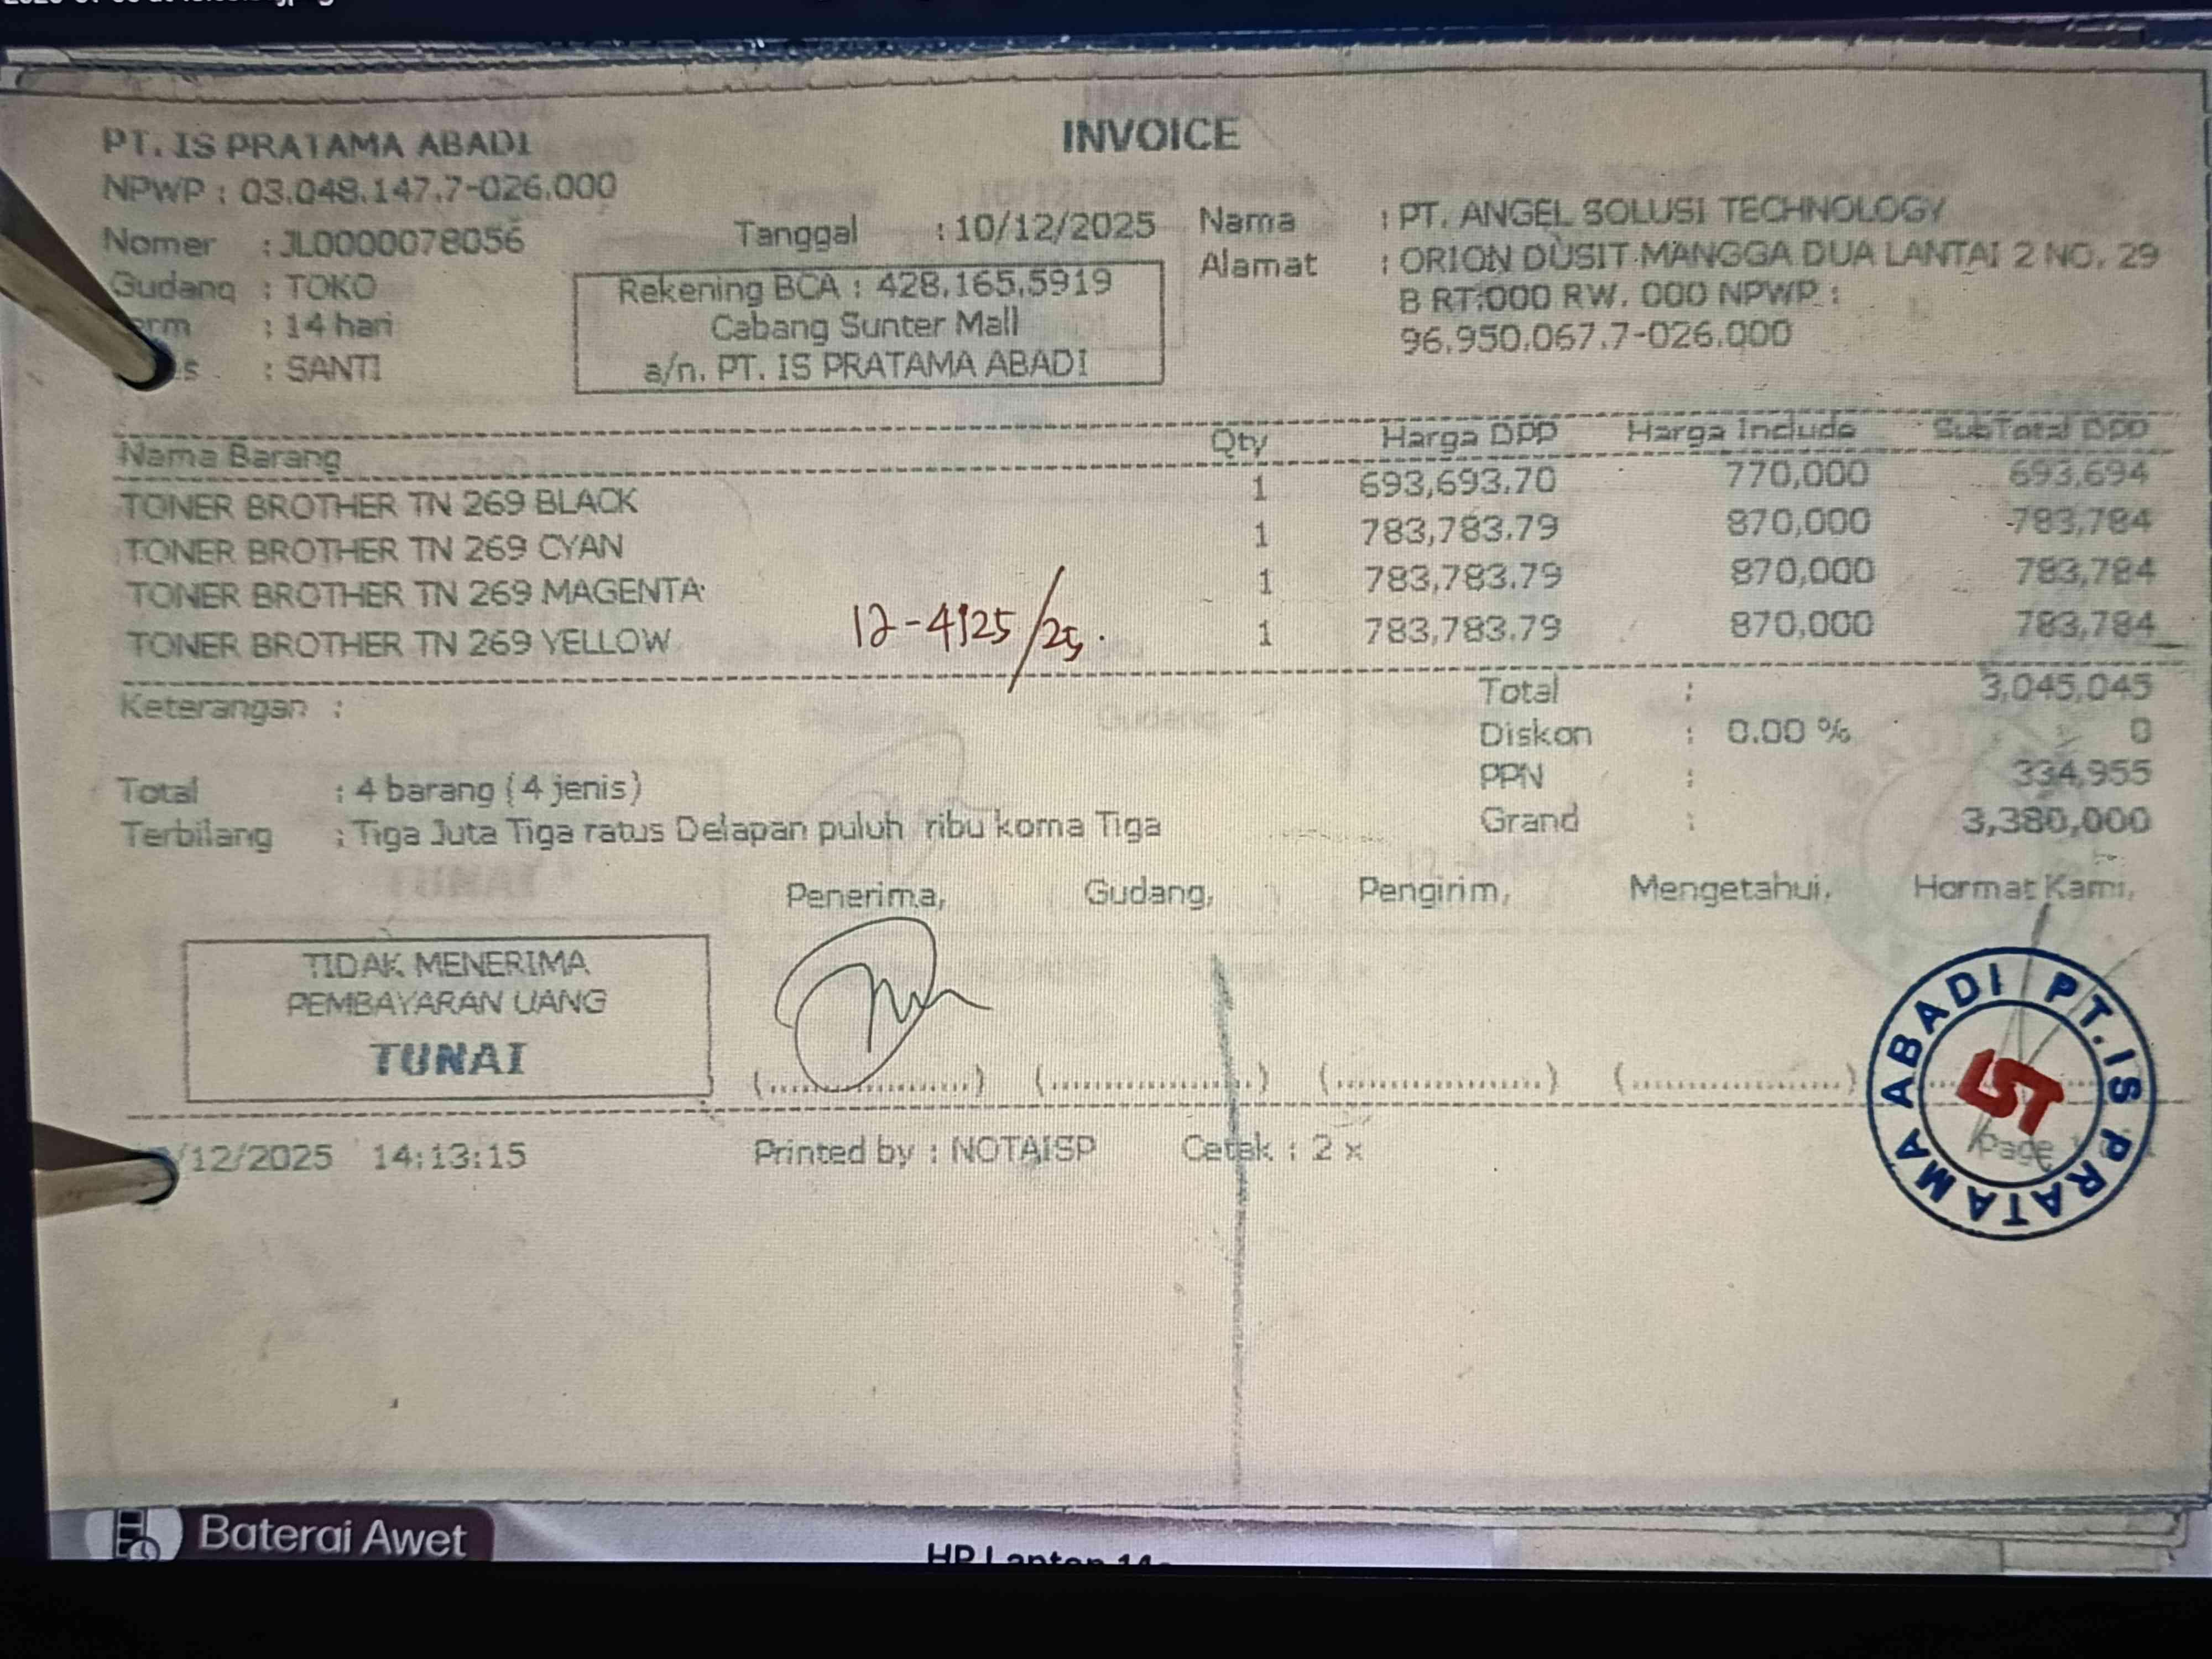 PT. IS PRATAMA ABADI
NPWP : 03.048.147.7-026.000
INVOICE
Nomer : JL0000078056
Gudang : TOKO
: 14 hari
: SANTI
Tanggal : 10/12/2025
Rekening BCA : 428.165.5919
Cabang Sunter Mall
a/n. PT. IS PRATAMA ABADI
Nama : PT. ANGEL SOLUSI TECHNOLOGY
Alamat : ORION DUSIT MANGGA DUA LANTAI 2 NO. 29
B RT.000 RW. 000 NPWP :
96.950.067.7-026.000
Nama Barang Qty Harga DPP Harga Include SubTotal DPP
TONER BROTHER TN 269 BLACK 1 693,693.70 770,000 693,694
TONER BROTHER TN 269 CYAN 1 783,783.79 870,000 783,784
TONER BROTHER TN 269 MAGENTA 1 783,783.79 870,000 783,784
TONER BROTHER TN 269 YELLOW 1 783,783.79 870,000 783,784
12-4125/25.
Keterangan :
Total : 3,045,045
Diskon : 0.00 % 0
PPN : 334,955
Grand : 3,380,000
Total : 4 barang (4 jenis)
Terbilang : Tiga Juta Tiga ratus Delapan puluh ribu koma Tiga
Penerima, Gudang, Pengirim, Mengetahui, Hormat Kami,
TIDAK MENERIMA
PEMBAYARAN UANG
TUNAI
(....................) (....................) (....................) (....................)
PT. IS PRATAMA ABADI
/12/2025 14:13:15 Printed by : NOTAISP Cetak : 2 x Page
Baterai Awet
HP Laptop 14s